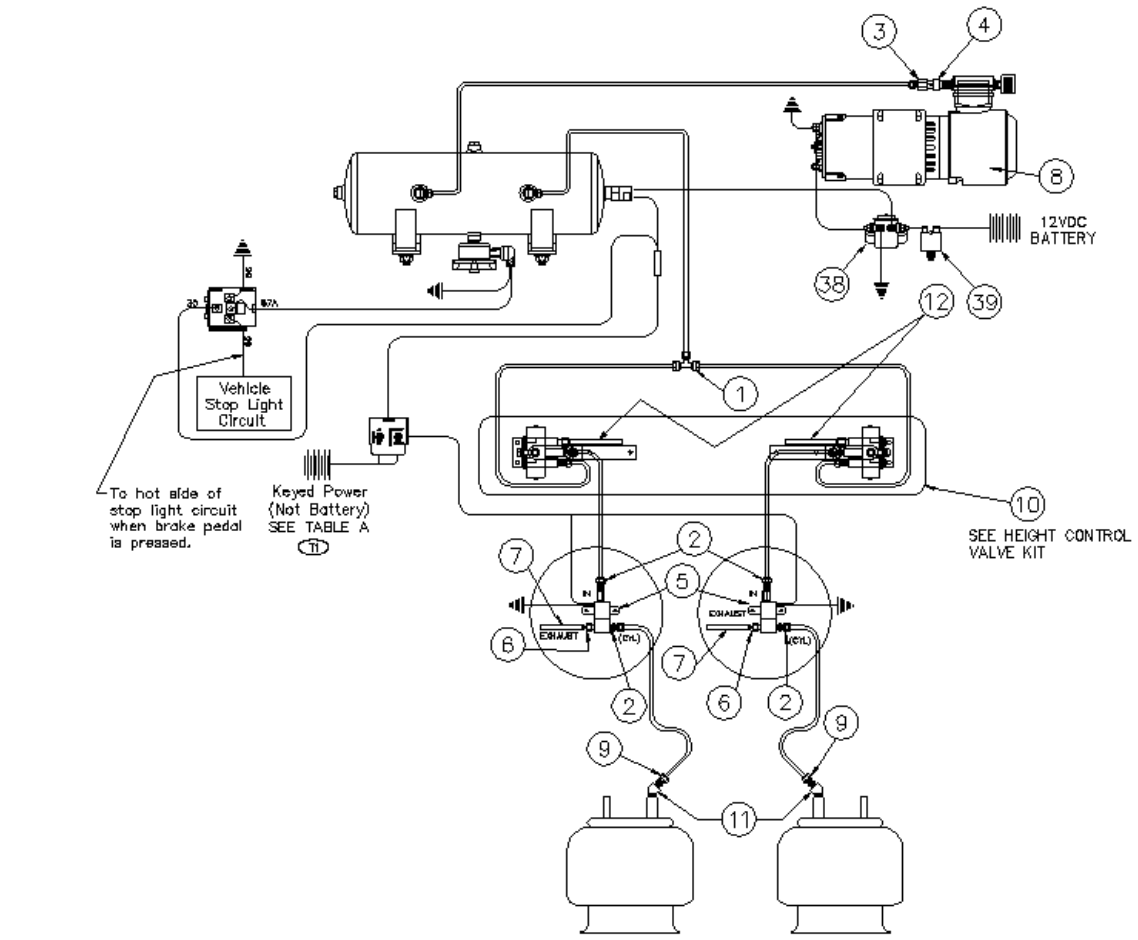 3
4
8
12VDC
BATTERY
38
39
12
86
30
87A
85
1
Vehicle
Stop Light
Circuit
To hot side of
stop light circuit
when brake pedal
is pressed.
Keyed Power
(Not Battery)
SEE TABLE A
T1
10
SEE HEIGHT CONTROL
VALVE KIT
2
7
5
IN
IN
EXHAUST
EXHAUST
(CYL)
(CYL)
6
7
6
2
2
9
9
11